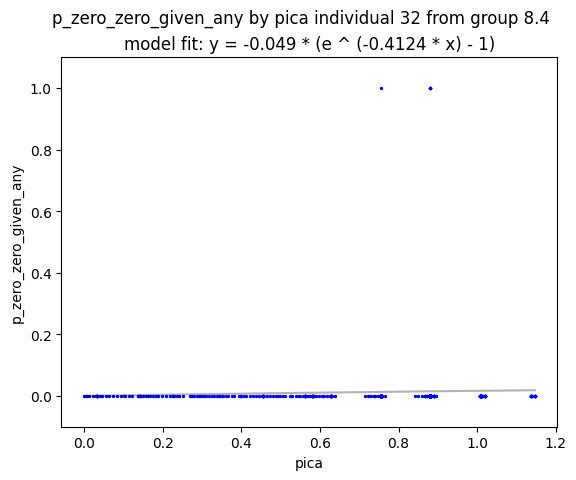 p_zero_zero_given_any by pica individual 32 from group 8.4
model fit: y = -0.049 * (e ^ (-0.4124 * x) - 1)
1.0
0.8
0.6
0.4
0.2
0.0
p_zero_zero_given_any
0.0 0.2 0.4 0.6 0.8 1.0 1.2
pica